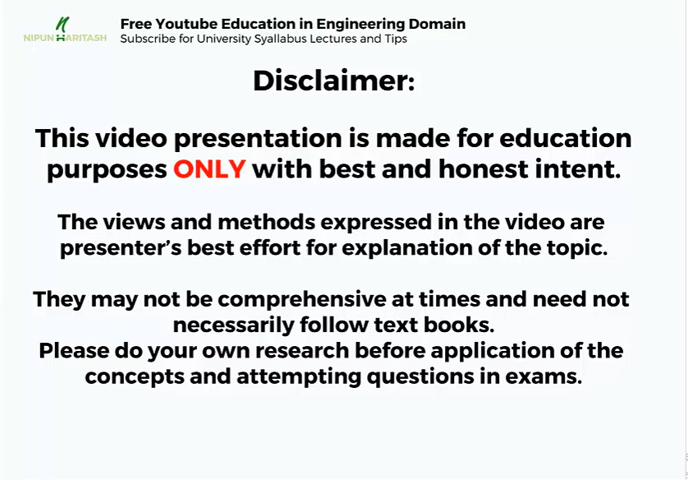 Free Youtube Education in Engineering Domain
NIPUN HARITASH
Subscribe for University Syallabus Lectures and Tips
Disclaimer:
This video presentation is made for education
purposes ONLY with best and honest intent.
The views and methods expressed in the video are
presenter's best effort for explanation of the topic.
They may not be comprehensive at times and need not
necessarily follow text books.
Please do your own research before application of the
concepts and attempting questions in exams.